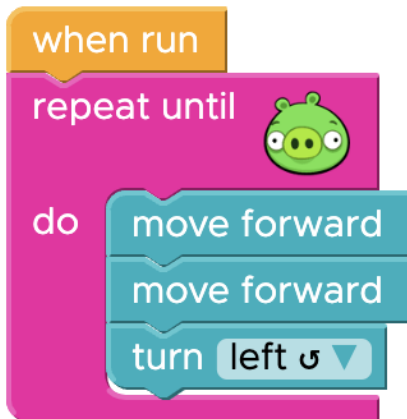 when run
repeat until
do
move forward
move forward
turn left ↺ ▼